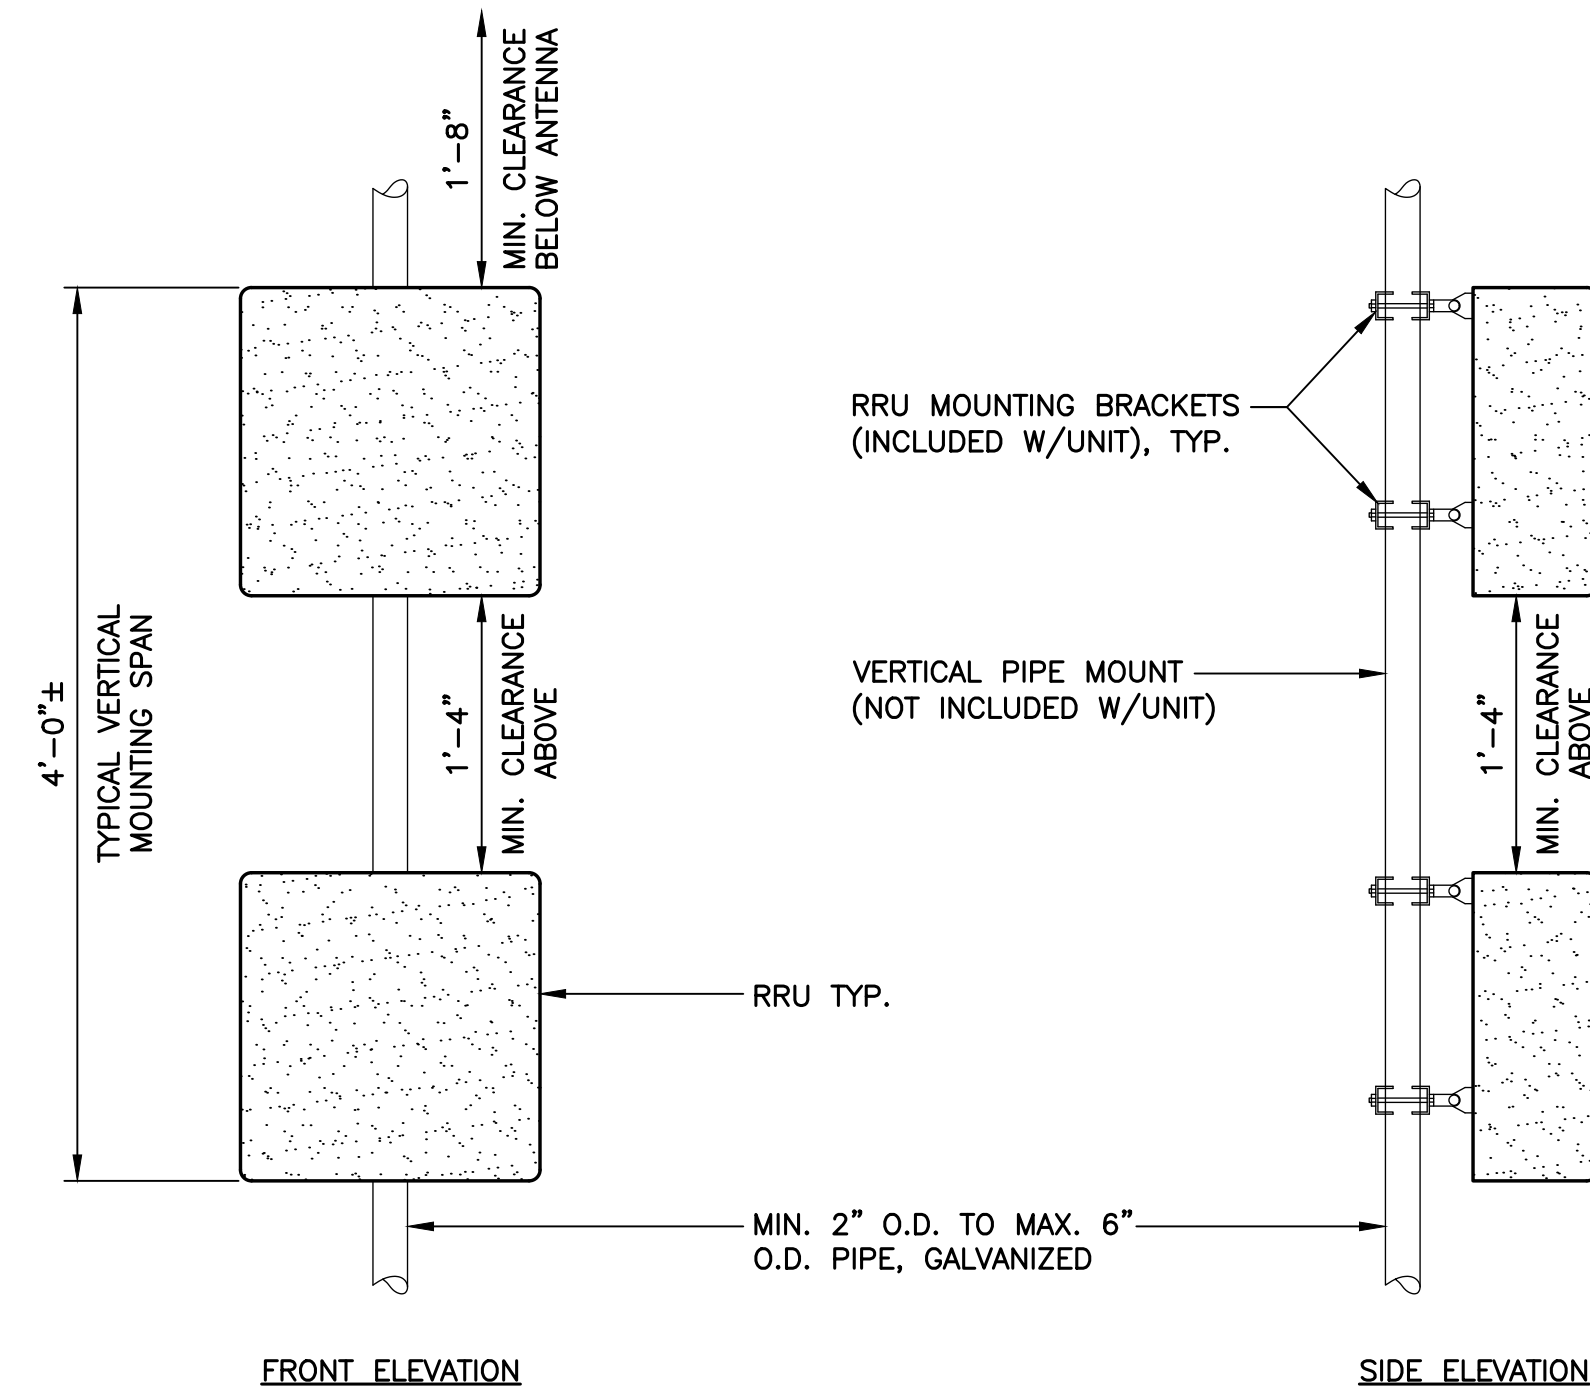 1'-8"
MIN. CLEARANCE
BELOW ANTENNA
4'-0"±
TYPICAL VERTICAL
MOUNTING SPAN
1'-4"
MIN. CLEARANCE
ABOVE
RRU MOUNTING BRACKETS
(INCLUDED W/UNIT), TYP.
VERTICAL PIPE MOUNT
(NOT INCLUDED W/UNIT)
1'-4"
MIN. CLEARANCE
ABOVE
RRU TYP.
MIN. 2" O.D. TO MAX. 6"
O.D. PIPE, GALVANIZED
FRONT ELEVATION
SIDE ELEVATION